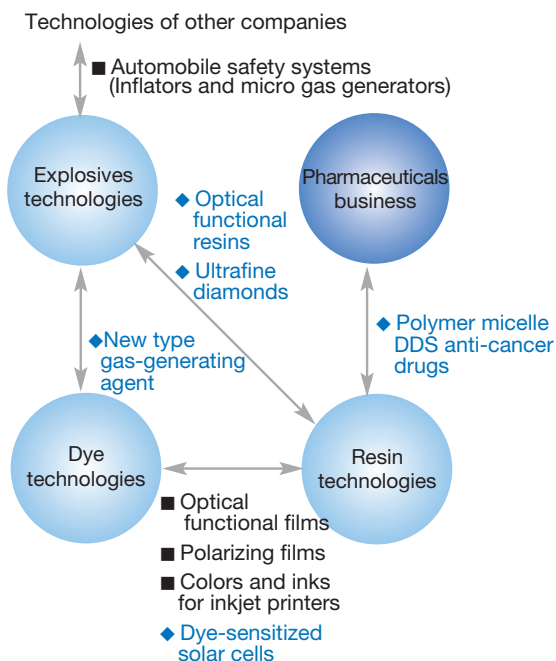 Technologies of other companies
■ Automobile safety systems
(Inflators and micro gas generators)
Explosives
technologies
Pharmaceuticals
business
◆ Optical
functional
resins
◆ Ultrafine
diamonds
◆New type
gas-generating
agent
◆ Polymer micelle
DDS anti-cancer
drugs
Dye
technologies
Resin
technologies
■ Optical
functional films
■ Polarizing films
■ Colors and inks
for inkjet printers
◆ Dye-sensitized
solar cells